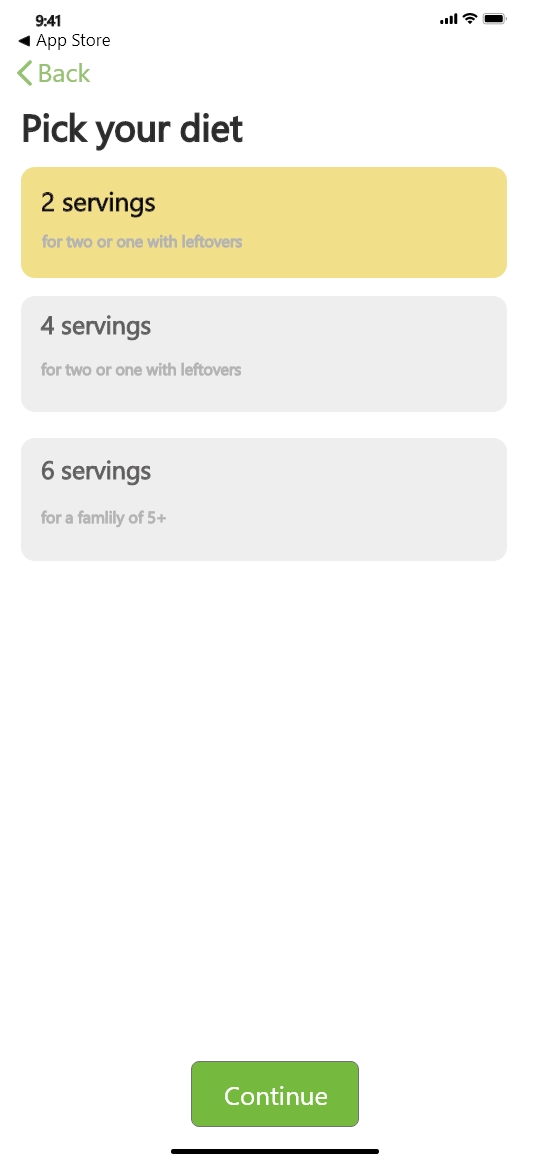 9:41
◀ App Store
Back
Pick your diet
2 servings
for two or one with leftovers
4 servings
for two or one with leftovers
6 servings
for a famlily of 5+
Continue